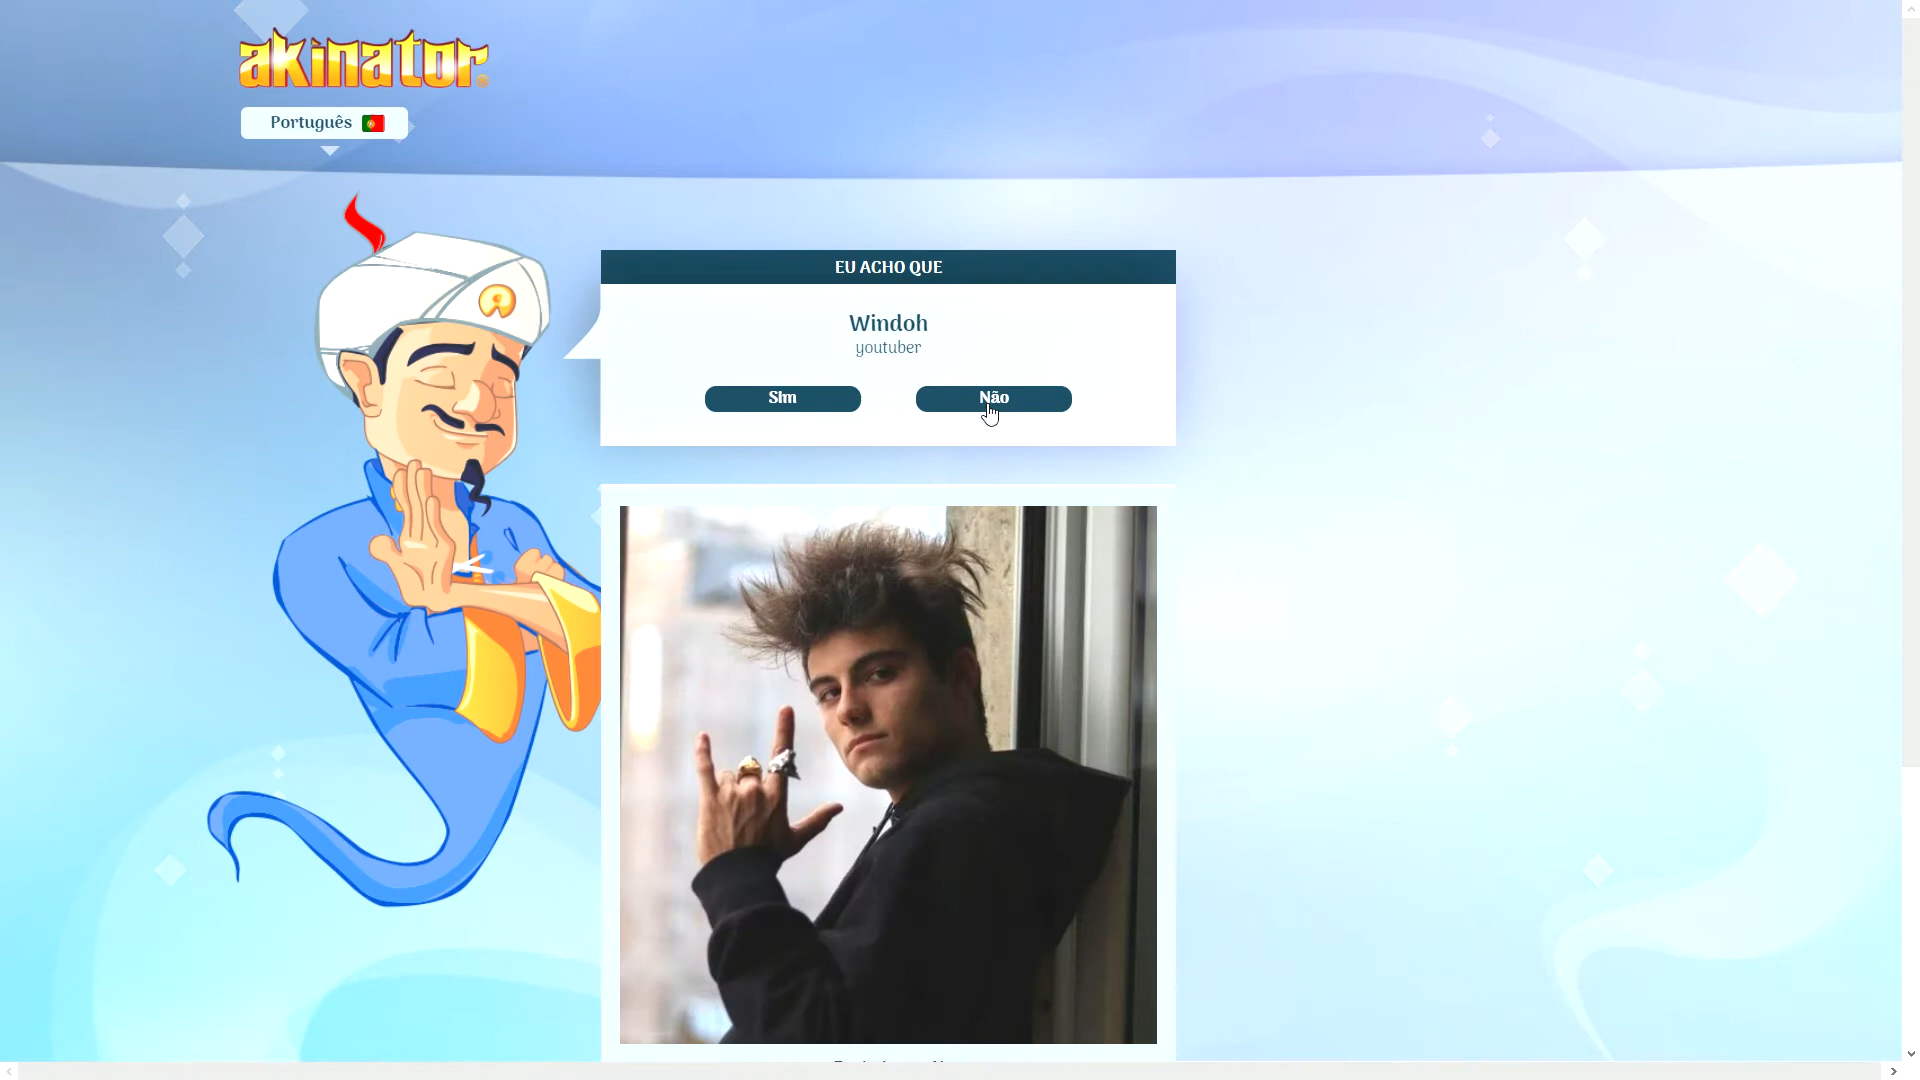 akinator
Português
EU ACHO QUE
Windoh
youtuber
Sim
Não